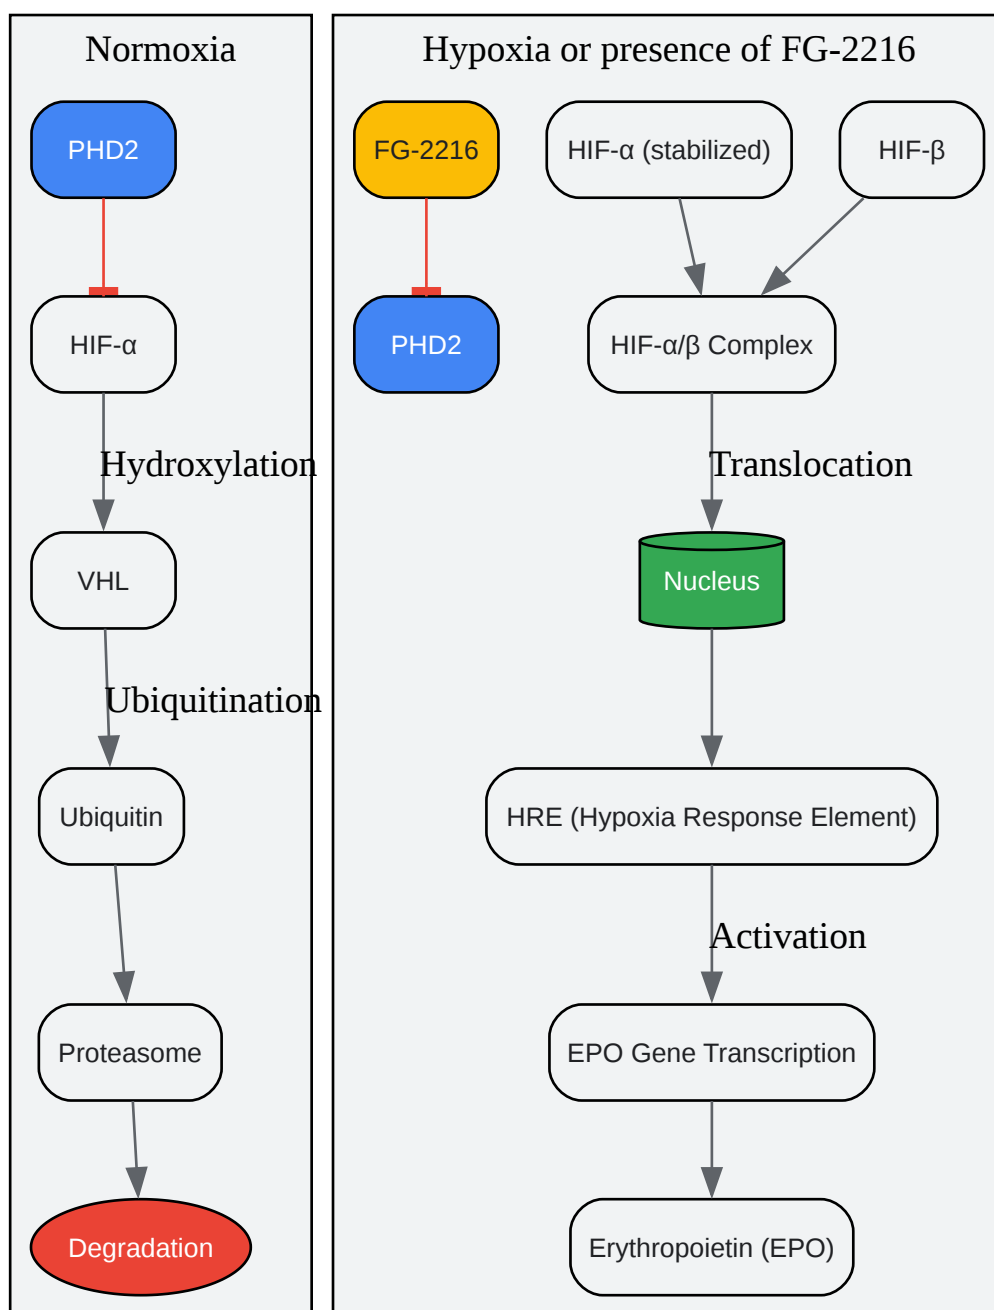 Normoxia
PHD2
HIF-α
Hydroxylation
VHL
Ubiquitination
Ubiquitin
Proteasome
Degradation
Hypoxia or presence of FG-2216
FG-2216
HIF-α (stabilized)
HIF-β
PHD2
HIF-α/β Complex
Translocation
Nucleus
HRE (Hypoxia Response Element)
Activation
EPO Gene Transcription
Erythropoietin (EPO)